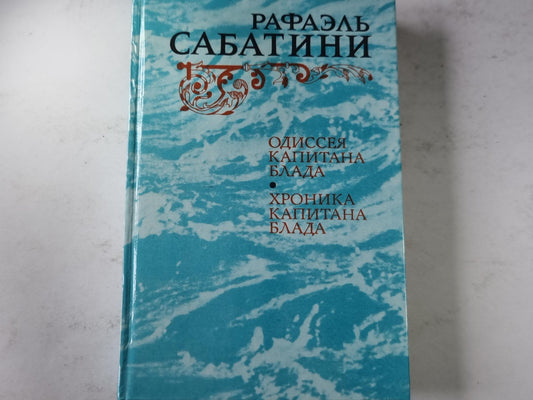 РАФАЭЛЬ
САБАТИНИ
ОДИССЕЯ
КАПИТАНА
БЛАДА
•
ХРОНИКА
КАПИТАНА
БЛАДА